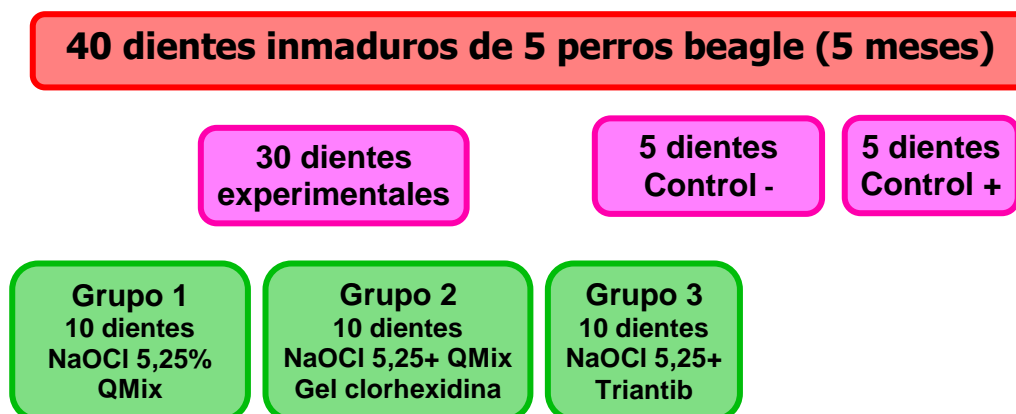 40 dientes inmaduros de 5 perros beagle (5 meses)
30 dientes
experimentales
5 dientes
Control -
5 dientes
Control +
Grupo 1
10 dientes
NaOCl 5,25%
QMix
Grupo 2
10 dientes
NaOCl 5,25+ QMix
Gel clorhexidina
Grupo 3
10 dientes
NaOCl 5,25+
Triantib